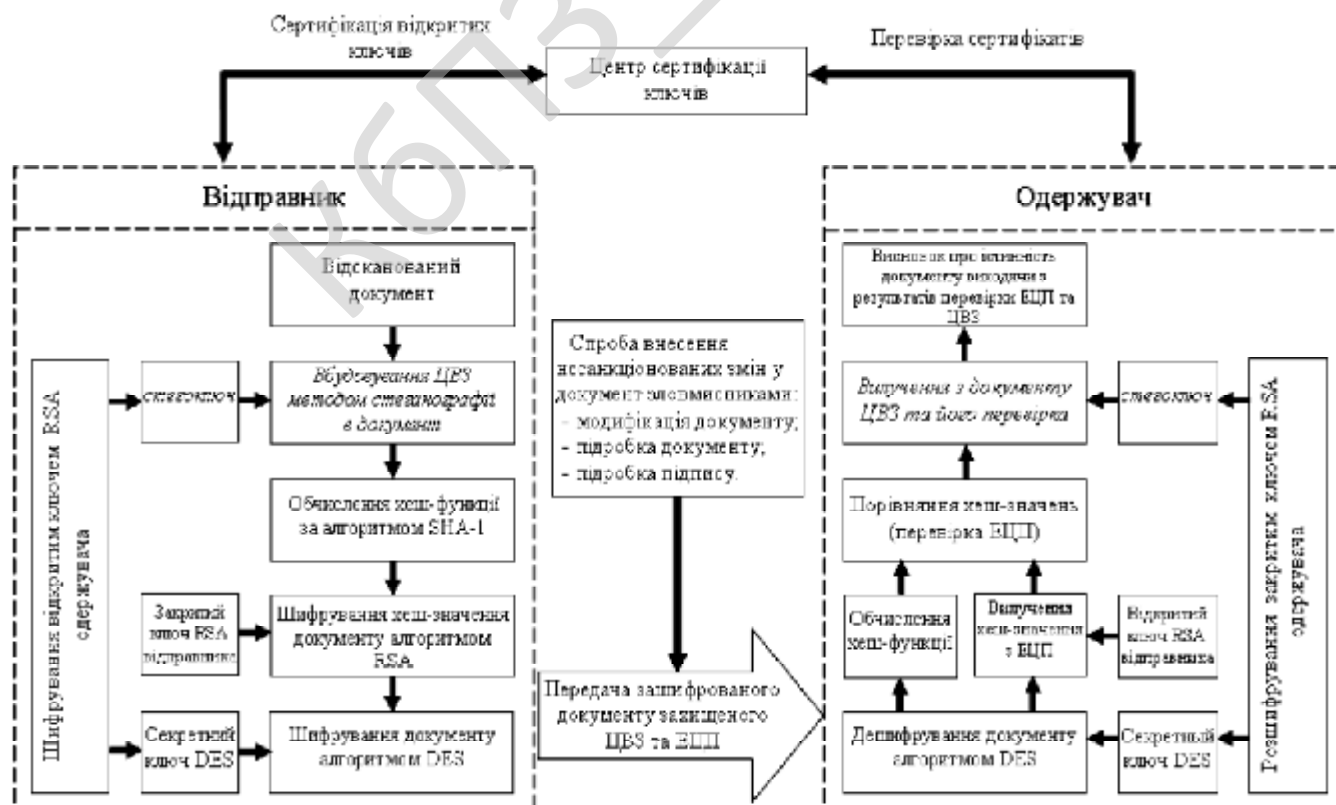 Сертифікація відкритих
ключів
Центр сертифікації
ключів
Перевірка сертифікатів
КбПЗ_
Відправник
Відсканований
документ
Шифрування відкритим ключем RSA
одержувача
стегоключ
Вбудовування ЦВЗ
методом стеганографії
в документ
Обчислення хеш-функції
за алгоритмом SHA-1
Закритий
ключ RSA
відправника
Шифрування хеш-значення
документу алгоритмом
RSA
Секретний
ключ DES
Шифрування документу
алгоритмом DES
Спроба внесення
несанкціонованих змін у
документ зловмисниками:
- модифікація документу;
- підробка документу;
- підробка підпису.
Передача зашифрованого
документу захищеного
ЦВЗ та ЕЦП
Одержувач
Висновок про істинність
документу виходячи з
результатів перевірки ЕЦП та
ЦВЗ
Вилучення з документу
ЦВЗ та його перевірка
стегоключ
Порівняння хеш-значень
(перевірка ЕЦП)
Обчислення
хеш-функції
Вилучення
хеш-значення
з ЕЦП
Відкритий
ключ RSA
відправника
Дешифрування документу
алгоритмом DES
Секретный
ключ DES
Розшифрування закритим ключем RSA
одержувача